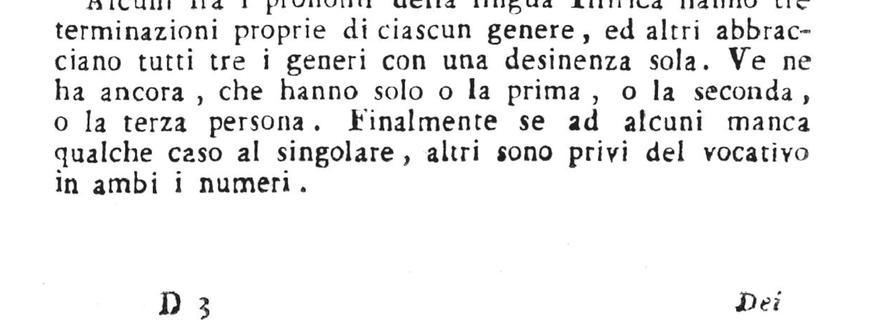 Alcuni fra i pronomi della lingua Illirica hanno tre
terminazioni proprie di ciascun genere, ed altri abbrac-
ciano tutti tre i generi con una desinenza sola. Ve ne
ha ancora, che hanno solo o la prima, o la seconda,
o la terza persona. Finalmente se ad alcuni manca
qualche caso al singolare, altri sono privi del vocativo
in ambi i numeri.
D 3 Dei